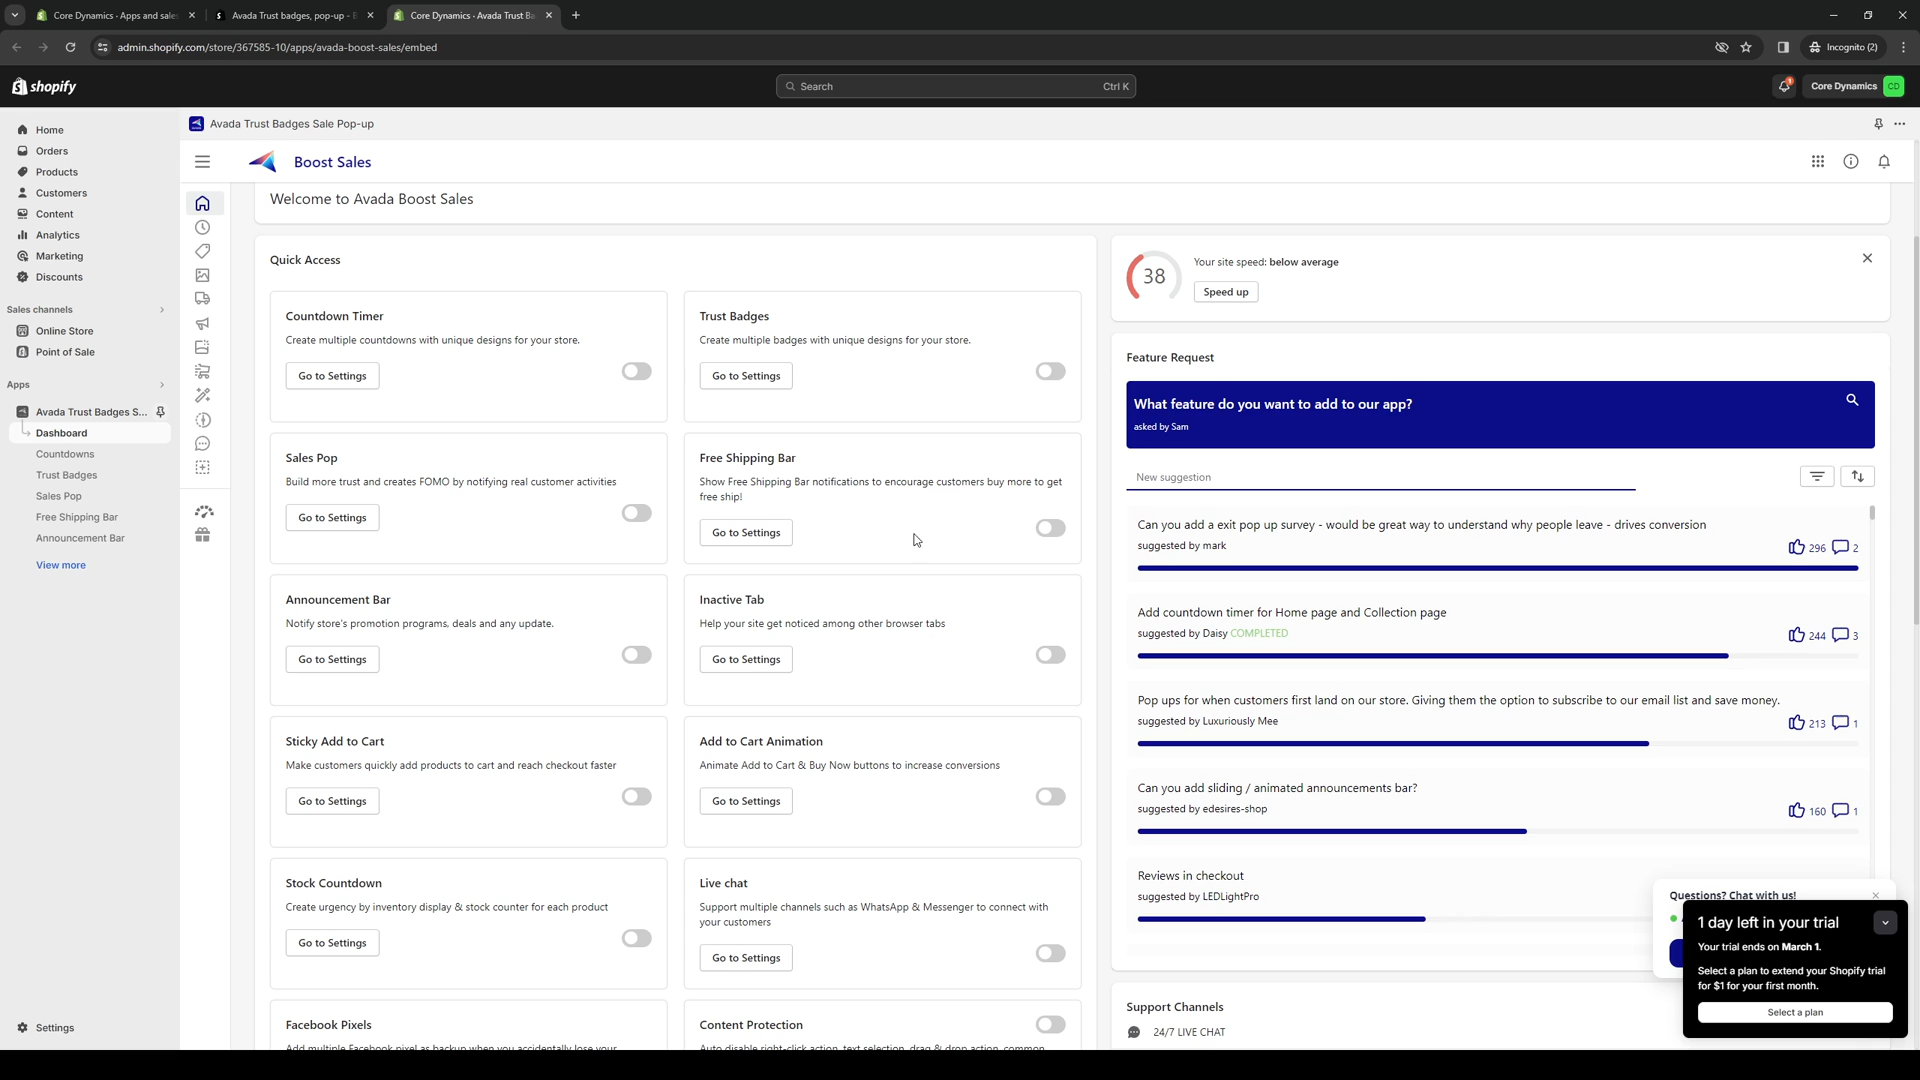 Core Dynamics · Apps and sale
Avada Trust badges, pop-up -
Core Dynamics · Avada Trust Ba
admin.shopify.com/store/367585-10/apps/avada-boost-sales/embed
Incognito (2)
shopify
Search
Ctrl K
1
Core Dynamics
CD
Home
Orders
Products
Customers
Content
Analytics
Marketing
Discounts
Sales channels
Online Store
Point of Sale
Apps
Avada Trust Badges S...
Dashboard
Countdowns
Trust Badges
Sales Pop
Free Shipping Bar
Announcement Bar
View more
Settings
Avada Trust Badges Sale Pop-up
Boost Sales
Welcome to Avada Boost Sales
Quick Access
Countdown Timer
Create multiple countdowns with unique designs for your store.
Go to Settings
Trust Badges
Create multiple badges with unique designs for your store.
Go to Settings
Sales Pop
Build more trust and creates FOMO by notifying real customer activities
Go to Settings
Free Shipping Bar
Show Free Shipping Bar notifications to encourage customers buy more to get
free ship!
Go to Settings
Announcement Bar
Notify store's promotion programs, deals and any update.
Go to Settings
Inactive Tab
Help your site get noticed among other browser tabs
Go to Settings
Sticky Add to Cart
Make customers quickly add products to cart and reach checkout faster
Go to Settings
Add to Cart Animation
Animate Add to Cart & Buy Now buttons to increase conversions
Go to Settings
Stock Countdown
Create urgency by inventory display & stock counter for each product
Go to Settings
Live chat
Support multiple channels such as WhatsApp & Messenger to connect with
your customers
Go to Settings
Facebook Pixels
Add multiple Facebook pixel as backup when you accidentally lose your
Content Protection
Auto disable right-click action, text selection, drag & drop action, common
38
Your site speed: below average
Speed up
Feature Request
What feature do you want to add to our app?
asked by Sam
New suggestion
Can you add a exit pop up survey - would be great way to understand why people leave - drives conversion
suggested by mark
296
2
Add countdown timer for Home page and Collection page
suggested by Daisy COMPLETED
244
3
Pop ups for when customers first land on our store. Giving them the option to subscribe to our email list and save money.
suggested by Luxuriously Mee
213
1
Can you add sliding / animated announcements bar?
suggested by edesires-shop
160
1
Reviews in checkout
suggested by LEDLightPro
Support Channels
24/7 LIVE CHAT
Questions? Chat with us!
1 day left in your trial
Your trial ends on March 1.
Select a plan to extend your Shopify trial
for $1 for your first month.
Select a plan